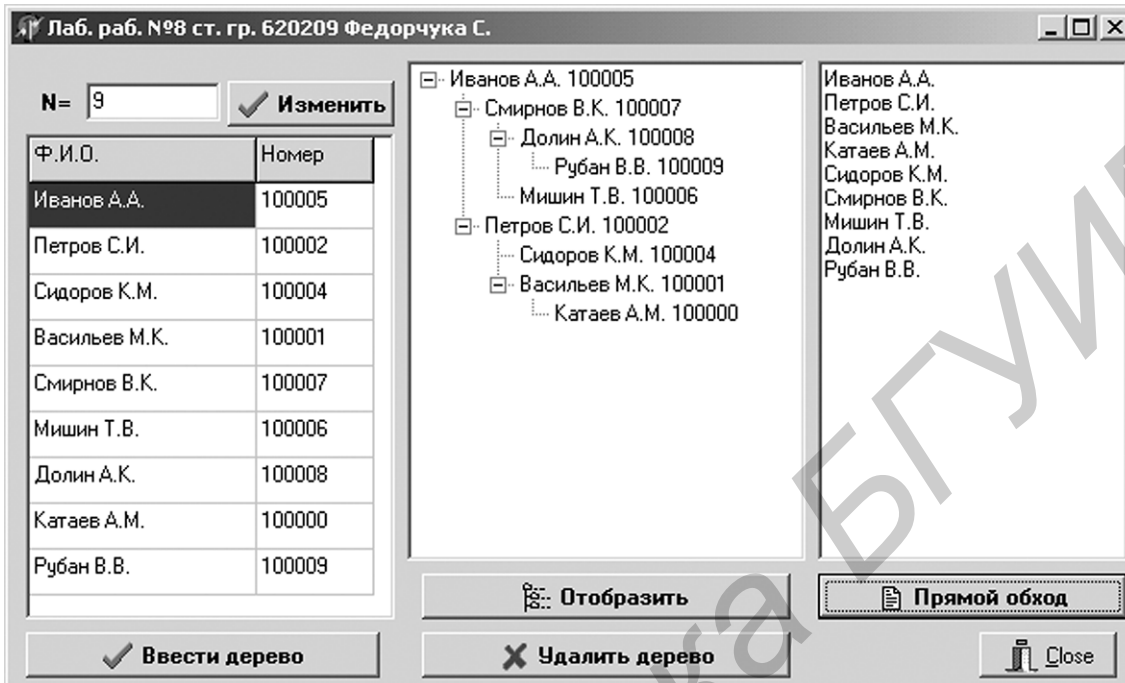 Лаб. раб. №8 ст. гр. 620209 Федорчука С.
N= 9
Изменить
Ф.И.О. Номер
Иванов А.А. 100005
Петров С.И. 100002
Сидоров К.М. 100004
Васильев М.К. 100001
Смирнов В.К. 100007
Мишин Т.В. 100006
Долин А.К. 100008
Катаев А.М. 100000
Рубан В.В. 100009
Ввести дерево
Иванов А.А. 100005
Смирнов В.К. 100007
Долин А.К. 100008
Рубан В.В. 100009
Мишин Т.В. 100006
Петров С.И. 100002
Сидоров К.М. 100004
Васильев М.К. 100001
Катаев А.М. 100000
Отобразить
Удалить дерево
Иванов А.А.
Петров С.И.
Васильев М.К.
Катаев А.М.
Сидоров К.М.
Смирнов В.К.
Мишин Т.В.
Долин А.К.
Рубан В.В.
Прямой обход
Close